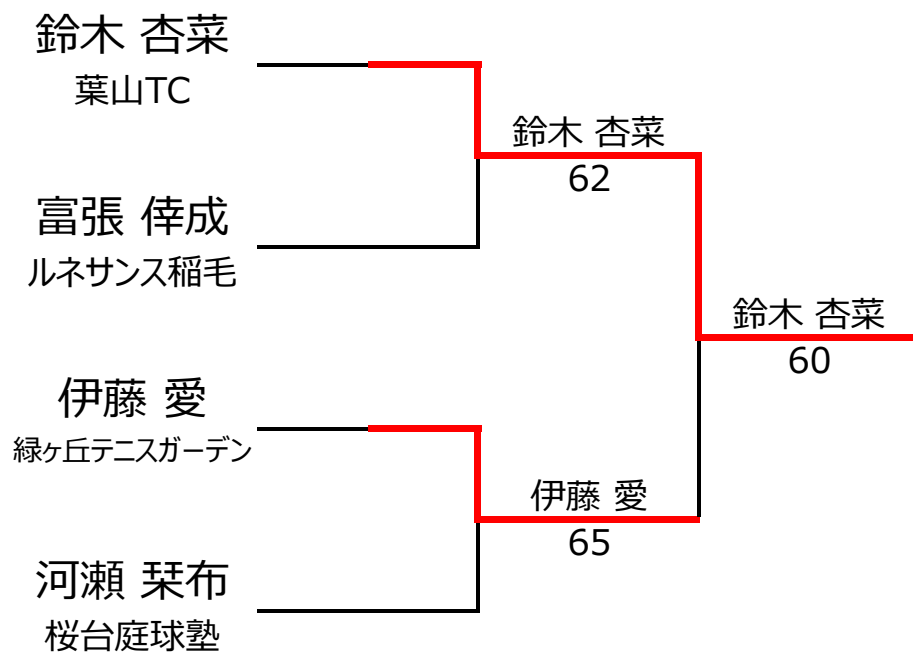 鈴木 杏菜
葉山TC
鈴木 杏菜
62
富張 倖成
ルネサンス稲毛
鈴木 杏菜
60
伊藤 愛
緑ヶ丘テニスガーデン
伊藤 愛
65
河瀬 栞布
桜台庭球塾